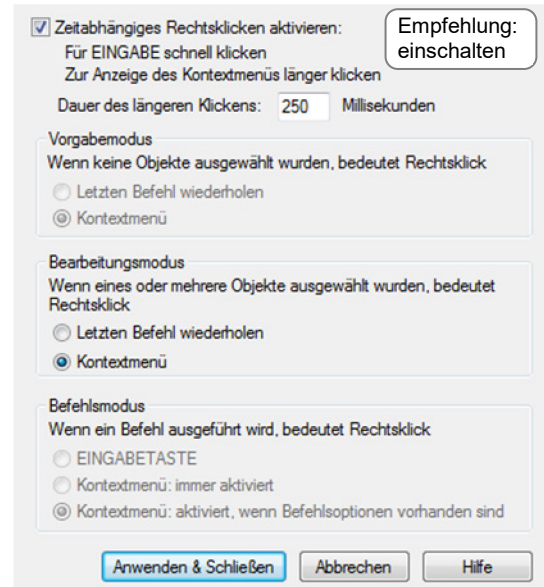 Zeitabhängiges Rechtsklicken aktivieren:
Empfehlung:
einschalten
Für EINGABE schnell klicken
Zur Anzeige des Kontextmenüs länger klicken
Dauer des längeren Klickens: 250 Millisekunden
Vorgabemodus
Wenn keine Objekte ausgewählt wurden, bedeutet Rechtsklick
Letzten Befehl wiederholen
Kontextmenü
Bearbeitungsmodus
Wenn eines oder mehrere Objekte ausgewählt wurden, bedeutet
Rechtsklick
Letzten Befehl wiederholen
Kontextmenü
Befehlsmodus
Wenn ein Befehl ausgeführt wird, bedeutet Rechtsklick
EINGABETASTE
Kontextmenü: immer aktiviert
Kontextmenü: aktiviert, wenn Befehlsoptionen vorhanden sind
Anwenden & Schließen Abbrechen Hilfe